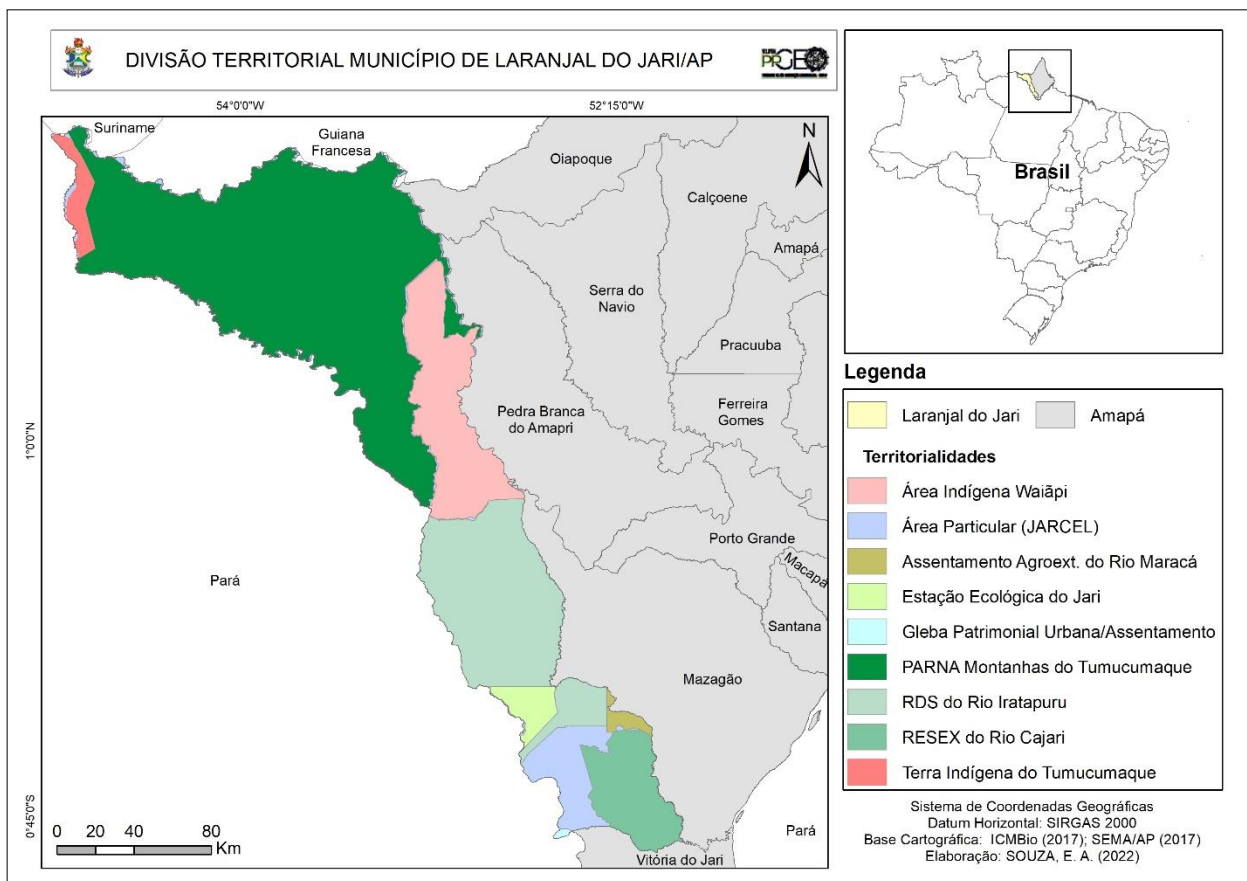 DIVISÃO TERRITORIAL MUNICÍPIO DE LARANJAL DO JARI/AP
54°0'0"W
52°15'0"W
1°0'0"N
0°45'0"S
Suriname
Guiana
Francesa
N
Oiapoque
Calçoene
Amapá
Serra do
Navio
Pracuuba
Ferreira
Gomes
Pedra Branca
do Amapri
Porto Grande
Macapá
Santana
Pará
Mazagão
Pará
Vitória do Jari
0 20 40 80
Km
Brasil
Legenda
Laranjal do Jari
Amapá
Territorialidades
Área Indígena Waiãpi
Área Particular (JARCEL)
Assentamento Agroext. do Rio Maracá
Estação Ecológica do Jari
Gleba Patrimonial Urbana/Assentamento
PARNA Montanhas do Tumucumaque
RDS do Rio Iratapuru
RESEX do Rio Cajari
Terra Indígena do Tumucumaque
Sistema de Coordenadas Geográficas
Datum Horizontal: SIRGAS 2000
Base Cartográfica: ICMBio (2017); SEMA/AP (2017)
Elaboração: SOUZA, E. A. (2022)